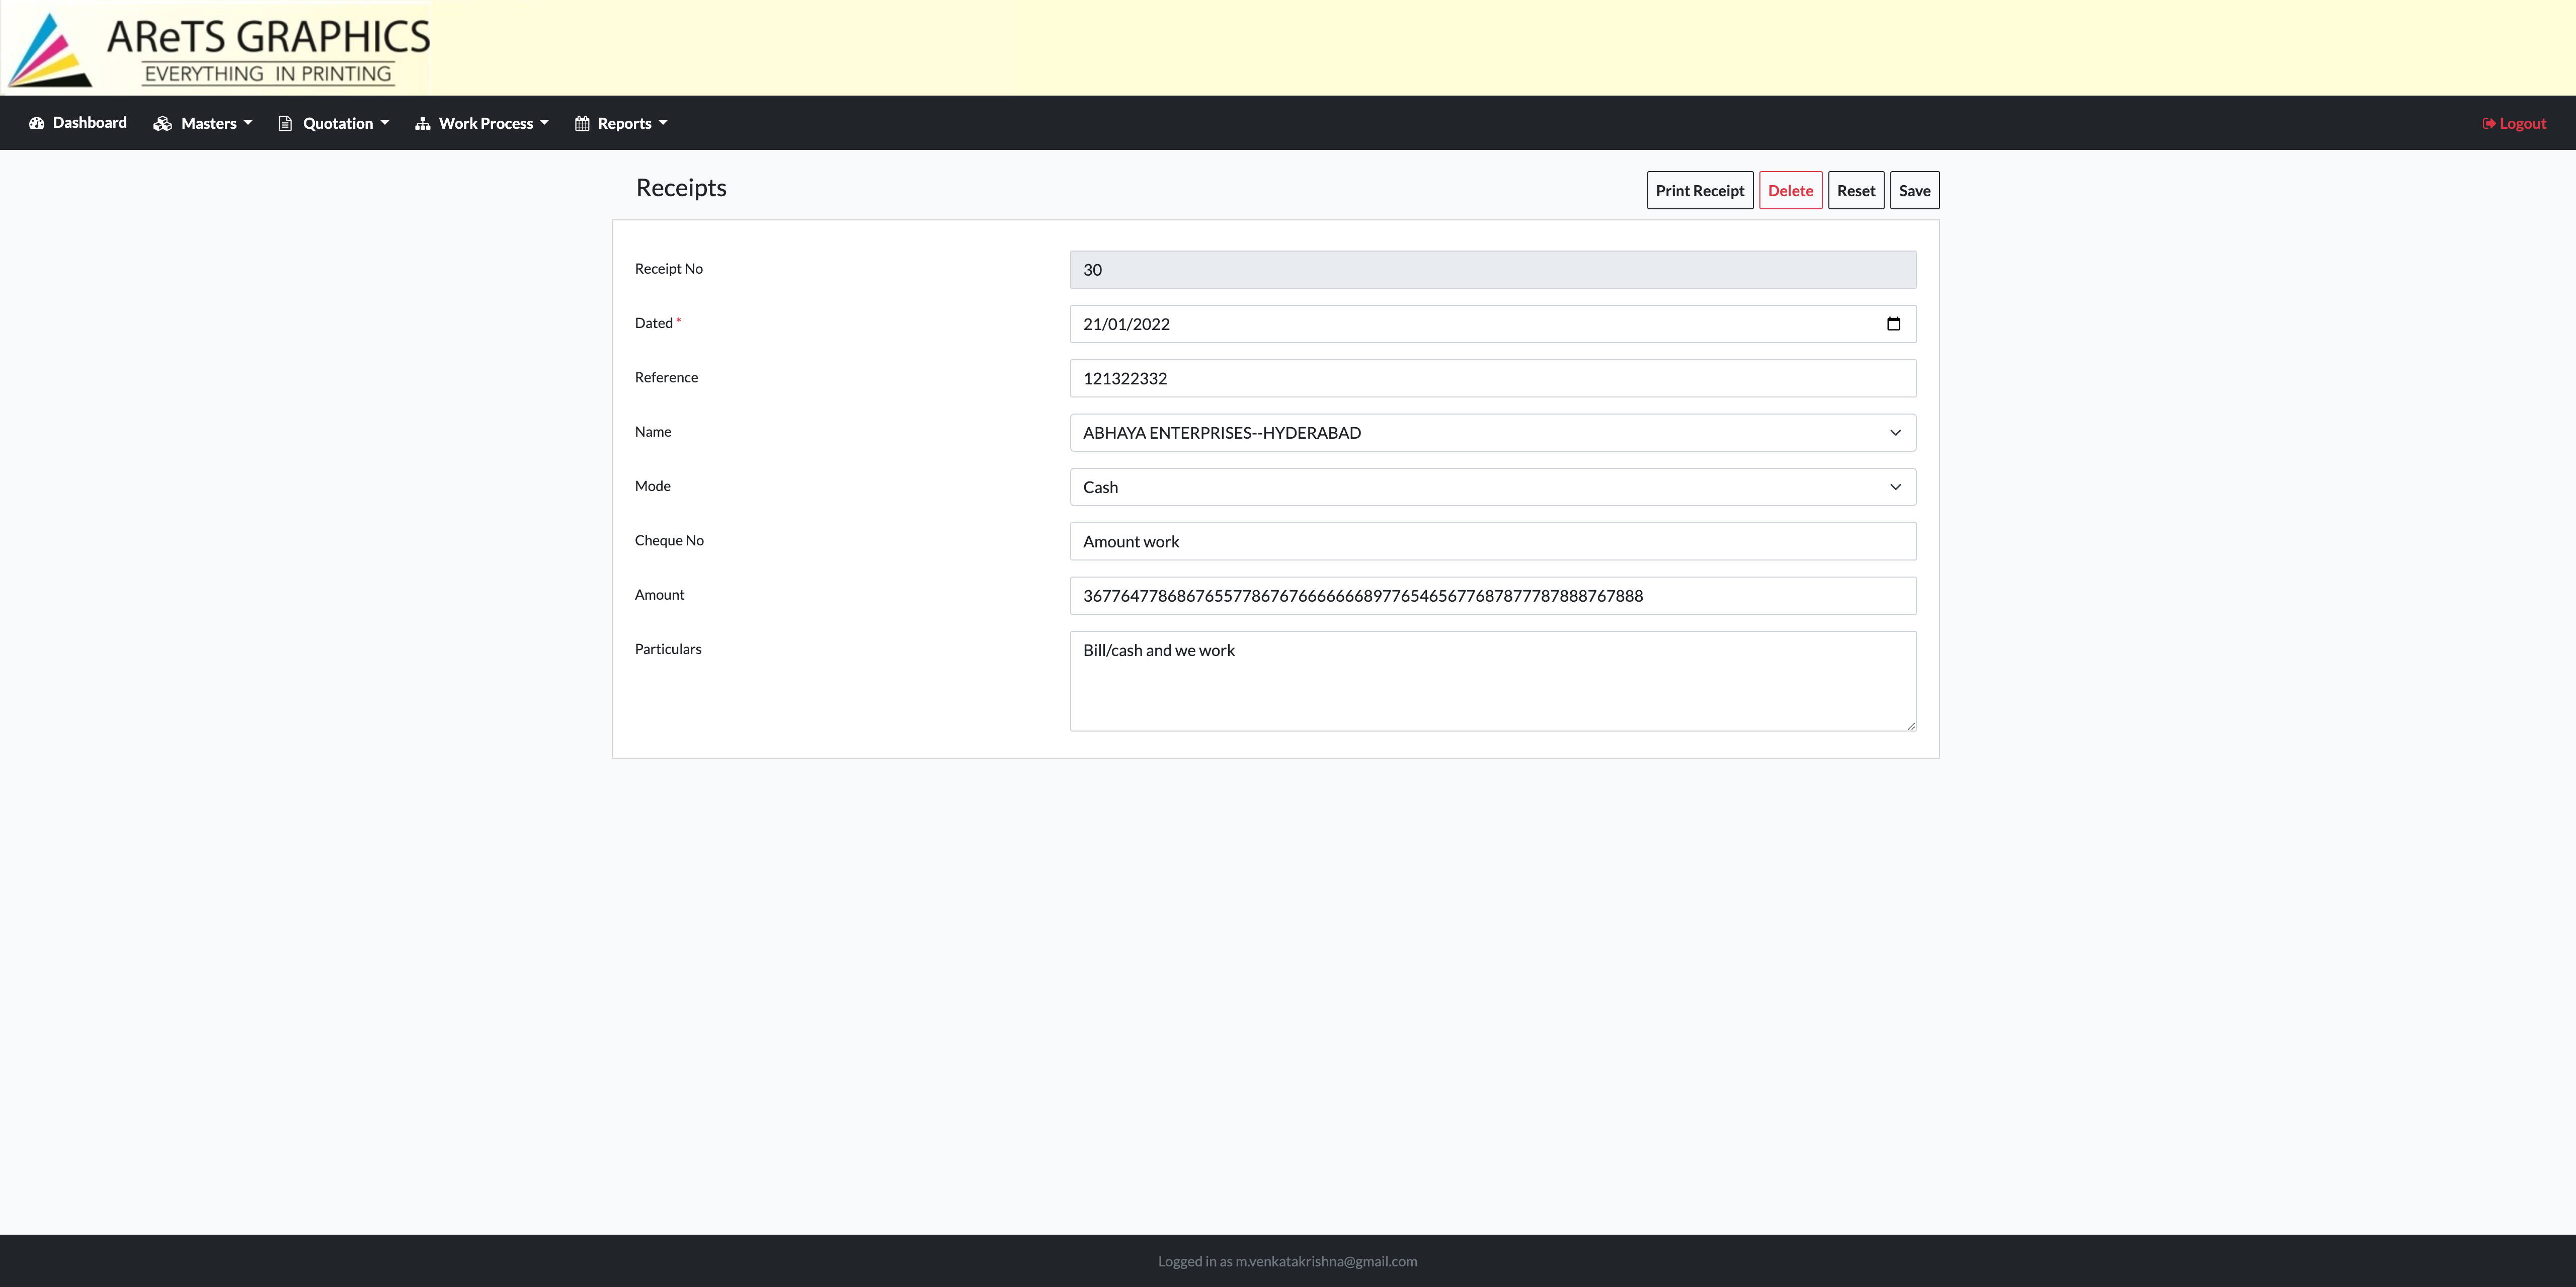 AReTS GRAPHICS
EVERYTHING IN PRINTING
Dashboard Masters Quotation Work Process Reports Logout
Receipts Print Receipt Delete Reset Save
Receipt No 30
Dated * 21/01/2022
Reference 121322332
Name ABHAYA ENTERPRISES--HYDERABAD
Mode Cash
Cheque No Amount work
Amount 3677647786867655778676766666668977654656776878777878887678​88
Particulars Bill/cash and we work
Logged in as m.venkatakrishna@gmail.com